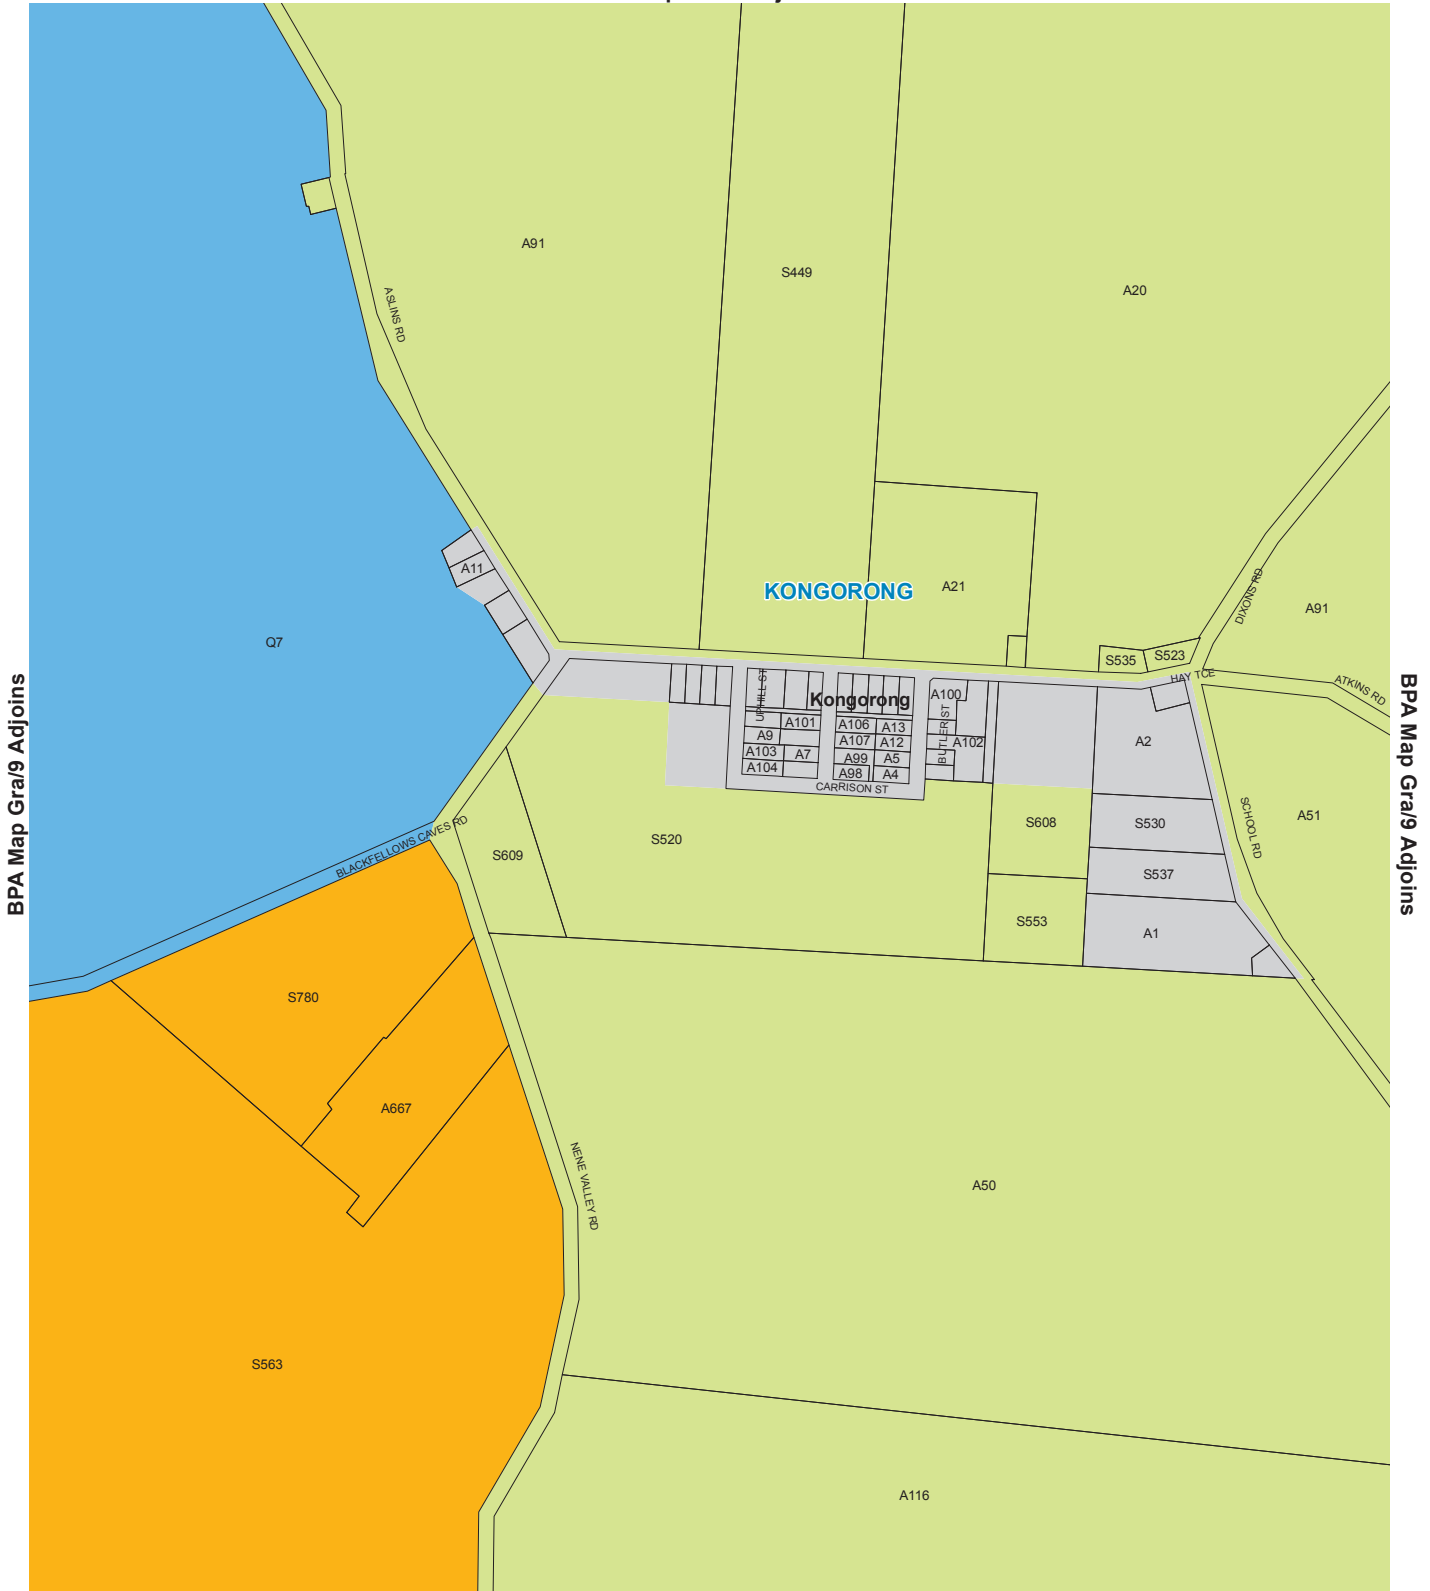 A91
S449
A20
ASLINS RD
A11
KONGORONG
A21
DIXONS RD
A91
Q7
S535
S523
HAY TCE
ATKINS RD
BPA Map Gra/9 Adjoins
BPA Map Gra/9 Adjoins
UPHILL ST
Kongorong
A100
BUTLER ST
A101
A106
A13
A9
A107
A12
A102
A2
A103
A7
A99
A5
A104
A98
A4
CARRISON ST
BLACKFELLOWS CAVES RD
S609
S520
S608
S530
SCHOOL RD
A51
S537
S553
A1
S780
A667
NENE VALLEY RD
A50
S563
A116